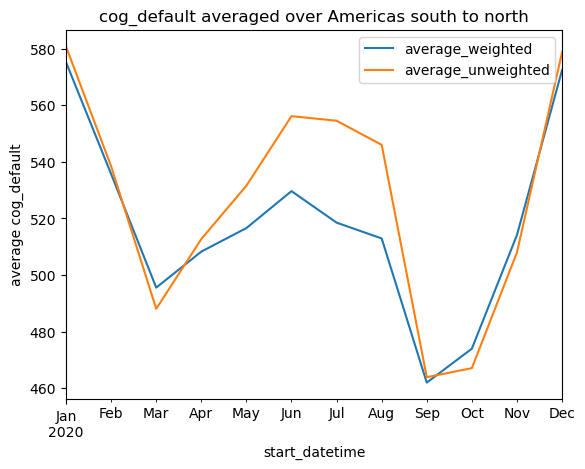 cog_default averaged over Americas south to north
average_weighted
average_unweighted
580
560
540
520
500
480
460
average cog_default
Jan
2020
Feb
Mar
Apr
May
Jun
Jul
Aug
Sep
Oct
Nov
Dec
start_datetime